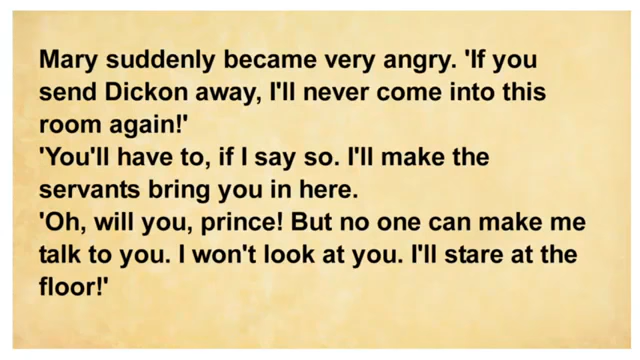 Mary suddenly became very angry. 'If you
send Dickon away, I'll never come into this
room again!'
'You'll have to, if I say so. I'll make the
servants bring you in here.
'Oh, will you, prince! But no one can make me
talk to you. I won't look at you. I'll stare at the
floor!'